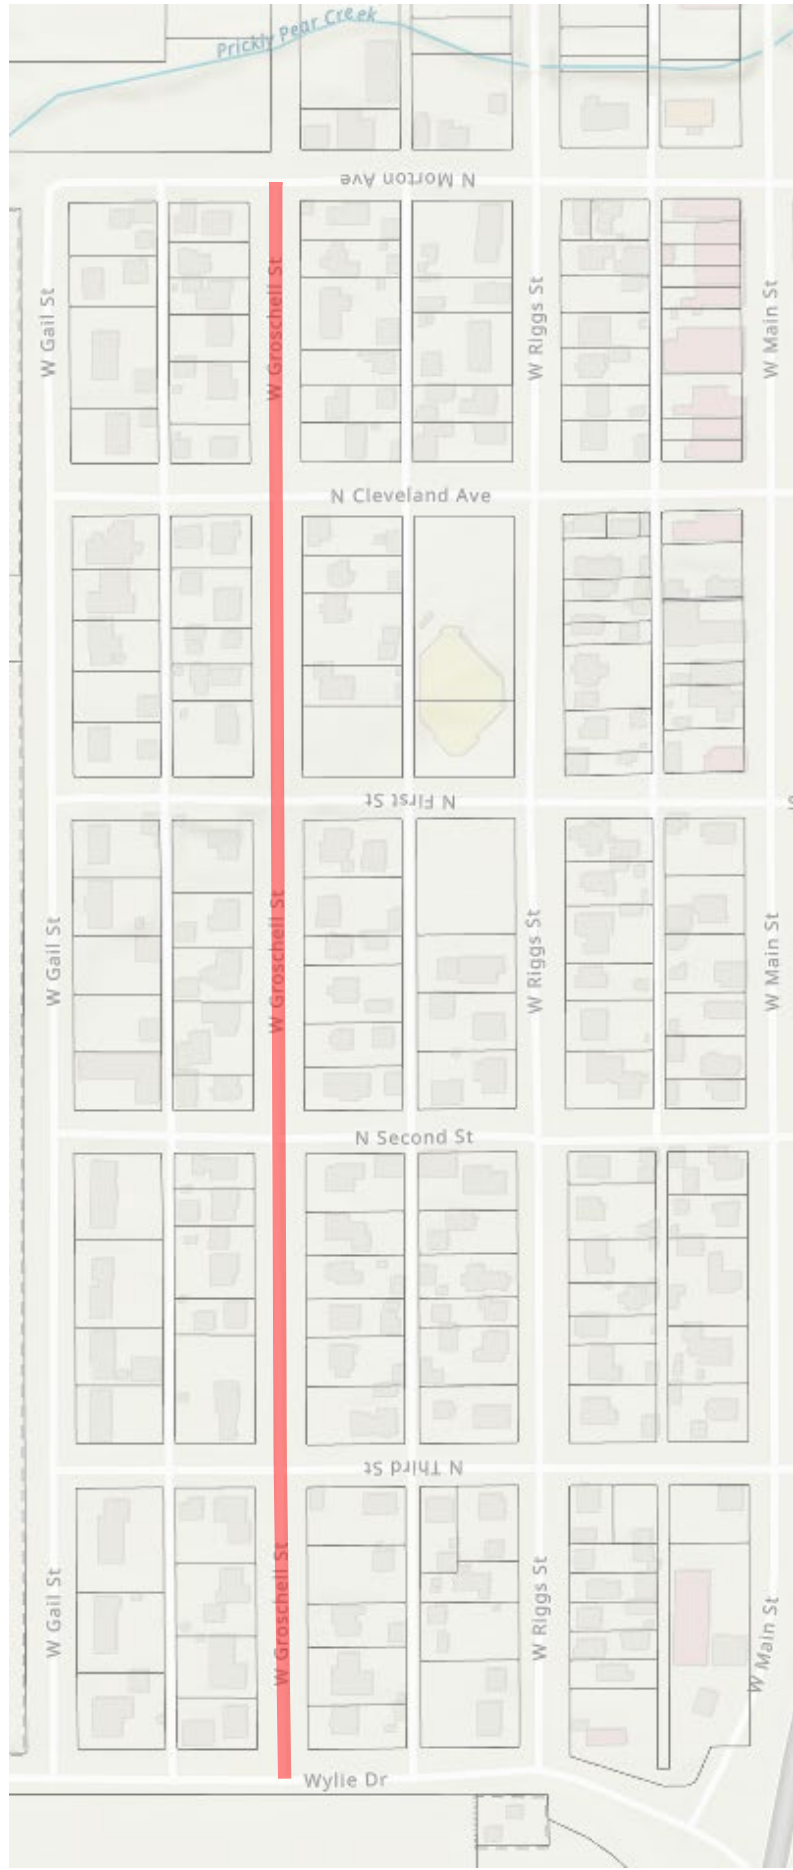 Prickly Pear Creek
N Morton Ave
W Gail St
W Groschell St
W Riggs St
W Main St
N Cleveland Ave
N First St
W Gail St
W Groschell St
W Riggs St
W Main St
N Second St
N Third St
W Gail St
W Groschell St
W Riggs St
W Main St
Wylie Dr